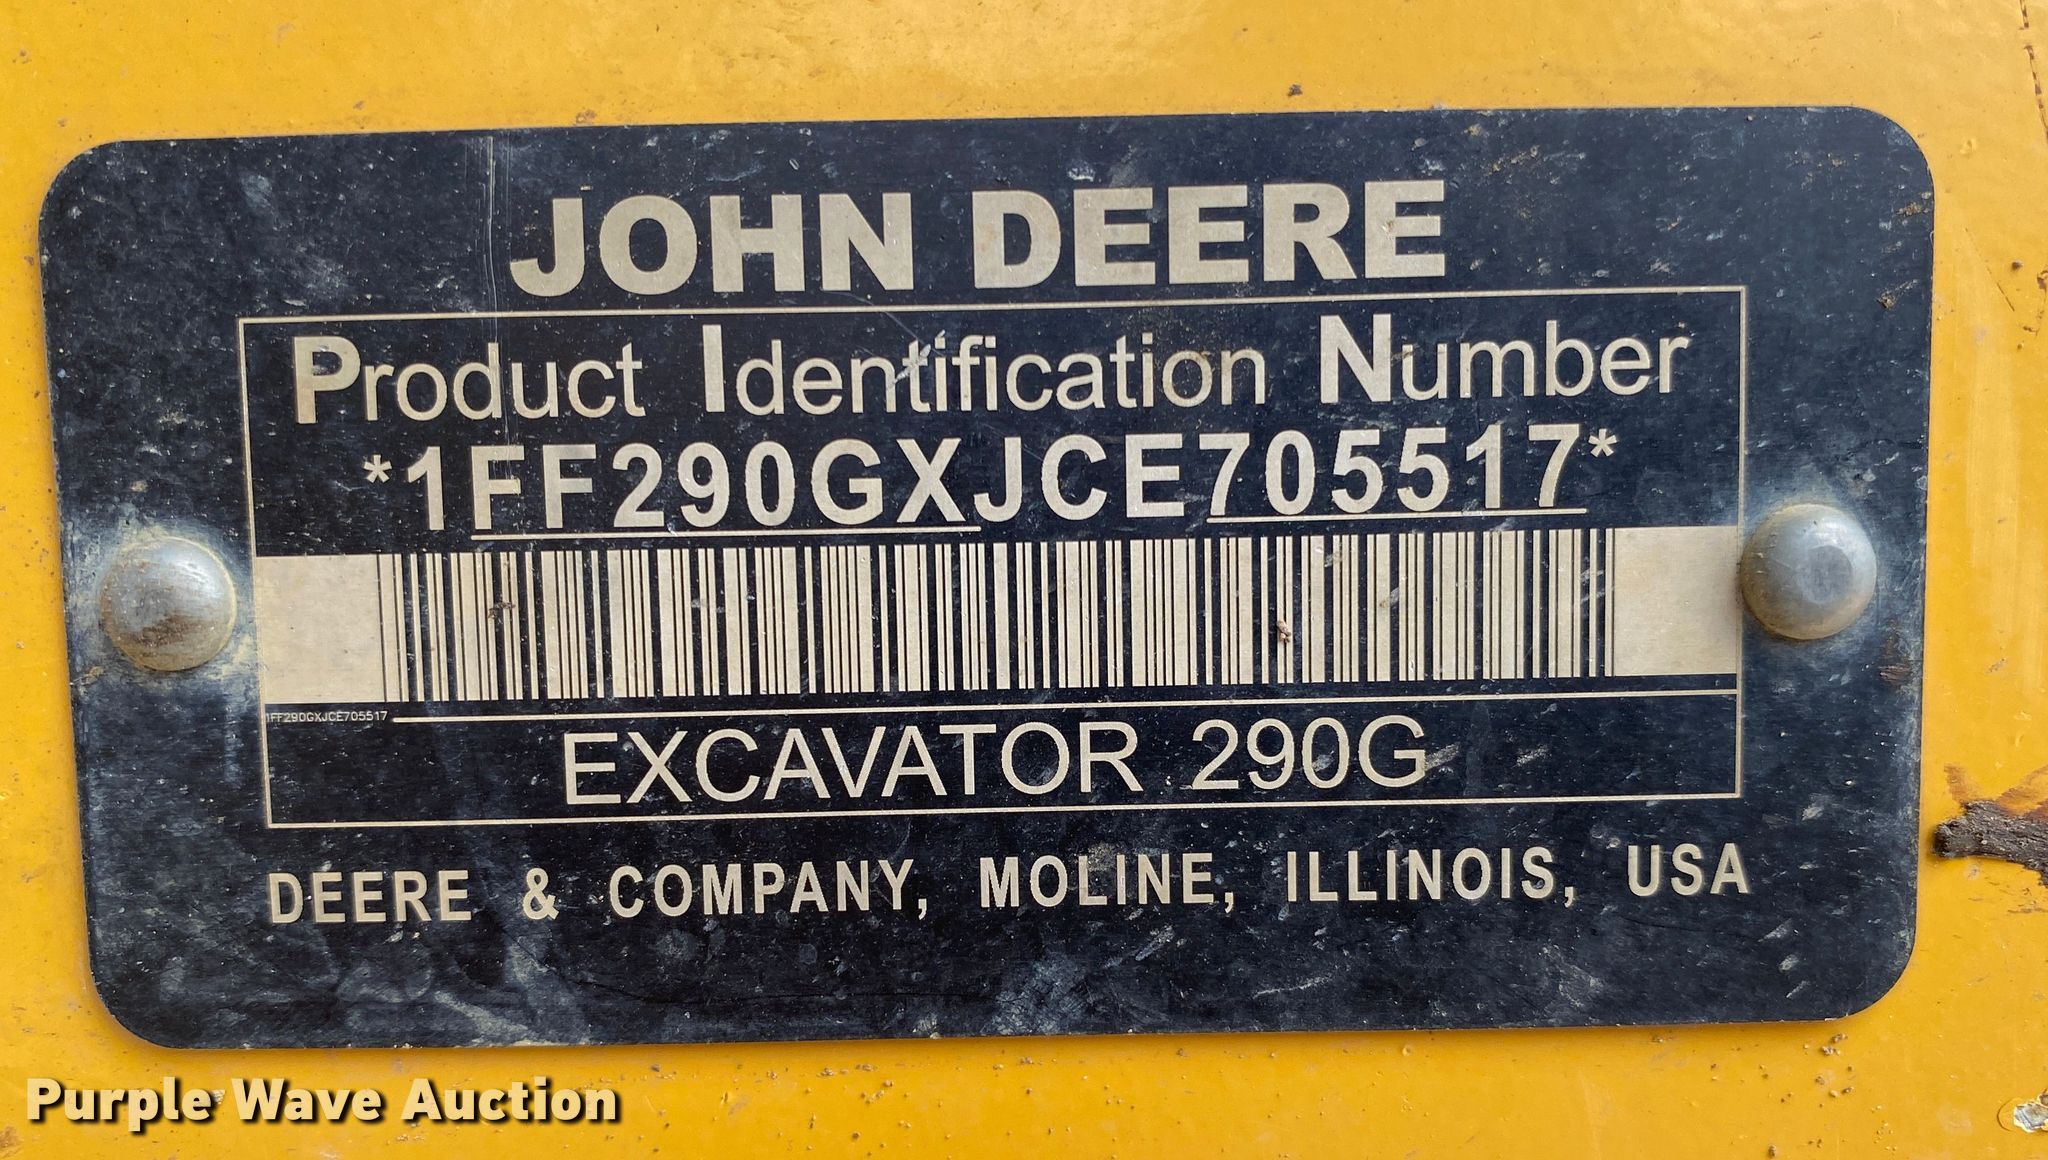 JOHN DEERE
Product Identification Number
*1FF290GXJCE705517*
1FF290GXJCE705517
EXCAVATOR 290G
DEERE & COMPANY, MOLINE, ILLINOIS, USA
Purple Wave Auction